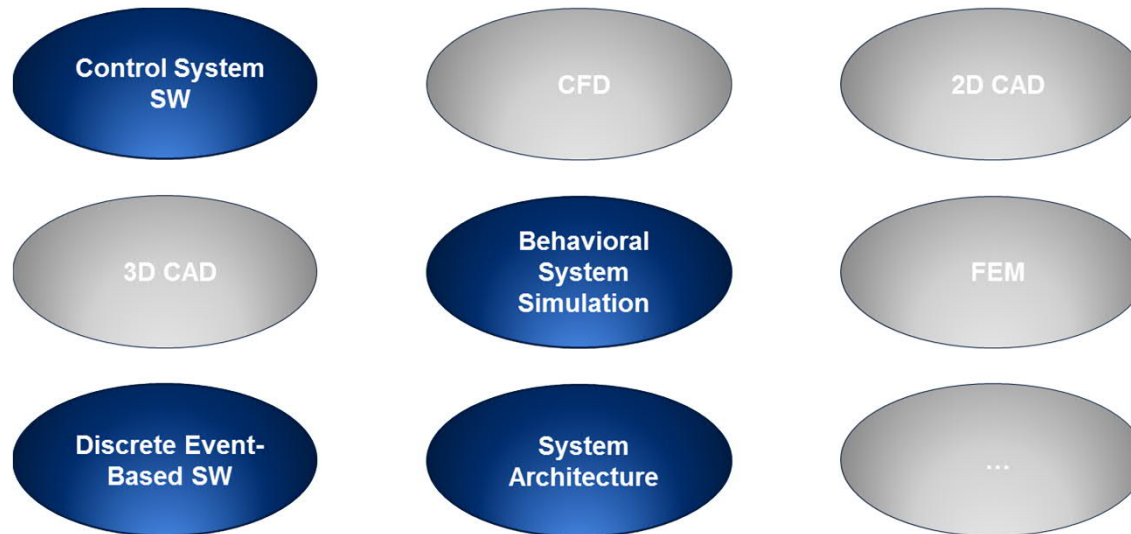 Control System
SW
CFD
2D CAD
3D CAD
Behavioral
System
Simulation
FEM
Discrete Event-
Based SW
System
Architecture
...